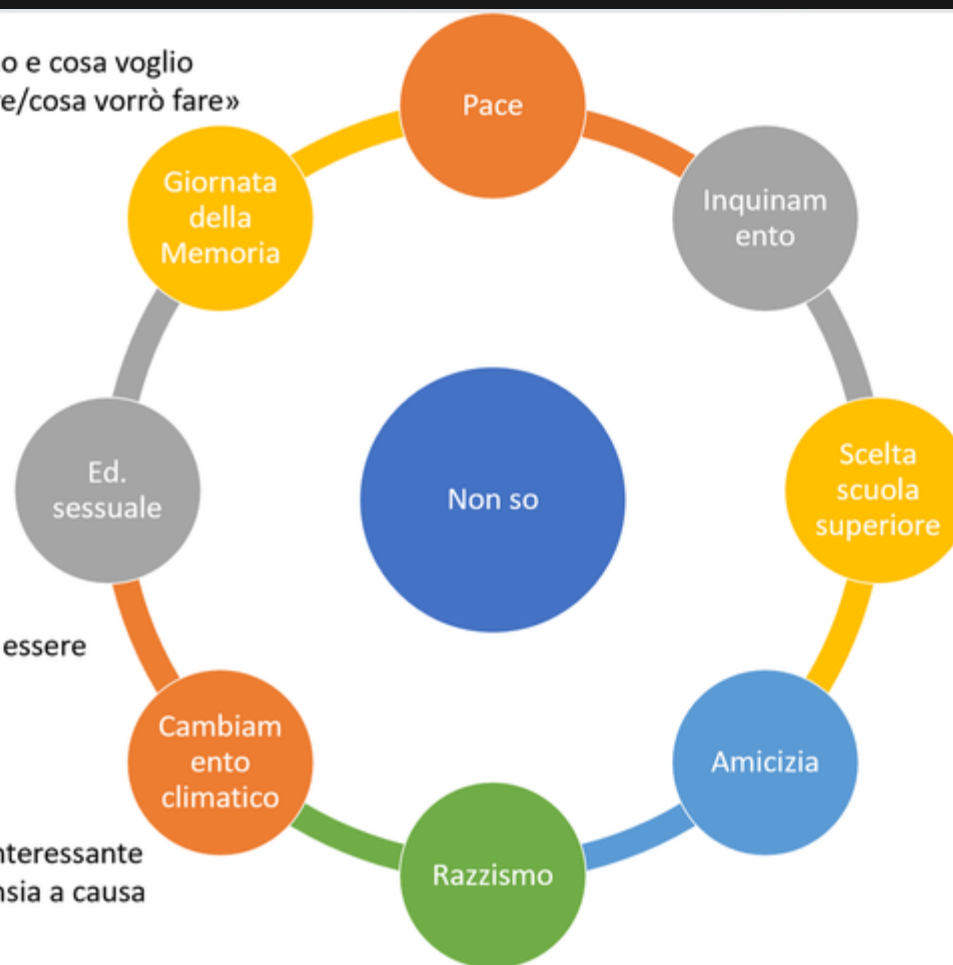 o e cosa voglio
re/cosa vorrò fare»
Pace
Giornata
della
Memoria
Inquinam
ento
Ed.
sessuale
Non so
Scelta
scuola
superiore
essere
Cambiam
ento
climatico
Amicizia
nteressante
nsia a causa
Razzismo